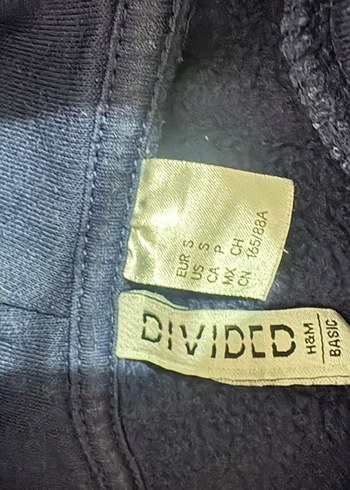 EUR S
US S
CA P
MX CH
CN 165/88A
DIVIDED
H&M
BASIC